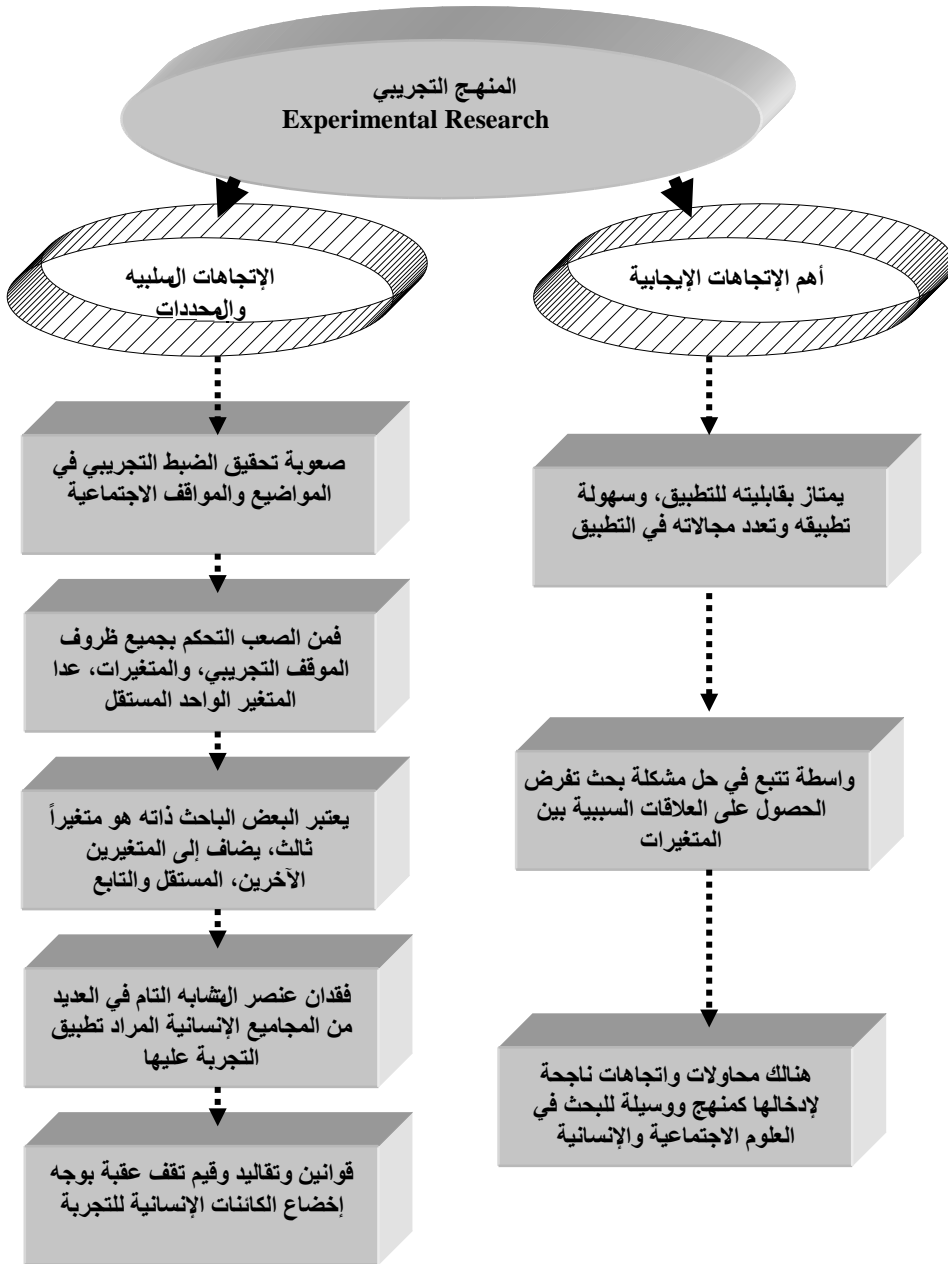 المنهج التجريبي
Experimental Research
أهم الإتجاهات الإيجابية
يمتاز بقابليته للتطبيق، وسهولة
تطبيقه وتعدد مجالاته في التطبيق
واسطة تتبع في حل مشكلة بحث تفرض
الحصول على العلاقات السببية بين
المتغيرات
هنالك محاولات واتجاهات ناجحة
لإدخالها كمنهج ووسيلة للبحث في
العلوم الاجتماعية والإنسانية
الإتجاهات السلبيه
والمحددات
صعوبة تحقيق الضبط التجريبي في
المواضيع والمواقف الاجتماعية
فمن الصعب التحكم بجميع ظروف
الموقف التجريبي، والمتغيرات، عدا
المتغير الواحد المستقل
يعتبر البعض الباحث ذاته هو متغيراً
ثالث، يضاف إلى المتغيرين
الآخرين، المستقل والتابع
فقدان عنصر التشابه التام في العديد
من المجاميع الإنسانية المراد تطبيق
التجربة عليها
قوانين وتقاليد وقيم تقف عقبة بوجه
إخضاع الكائنات الإنسانية للتجربة